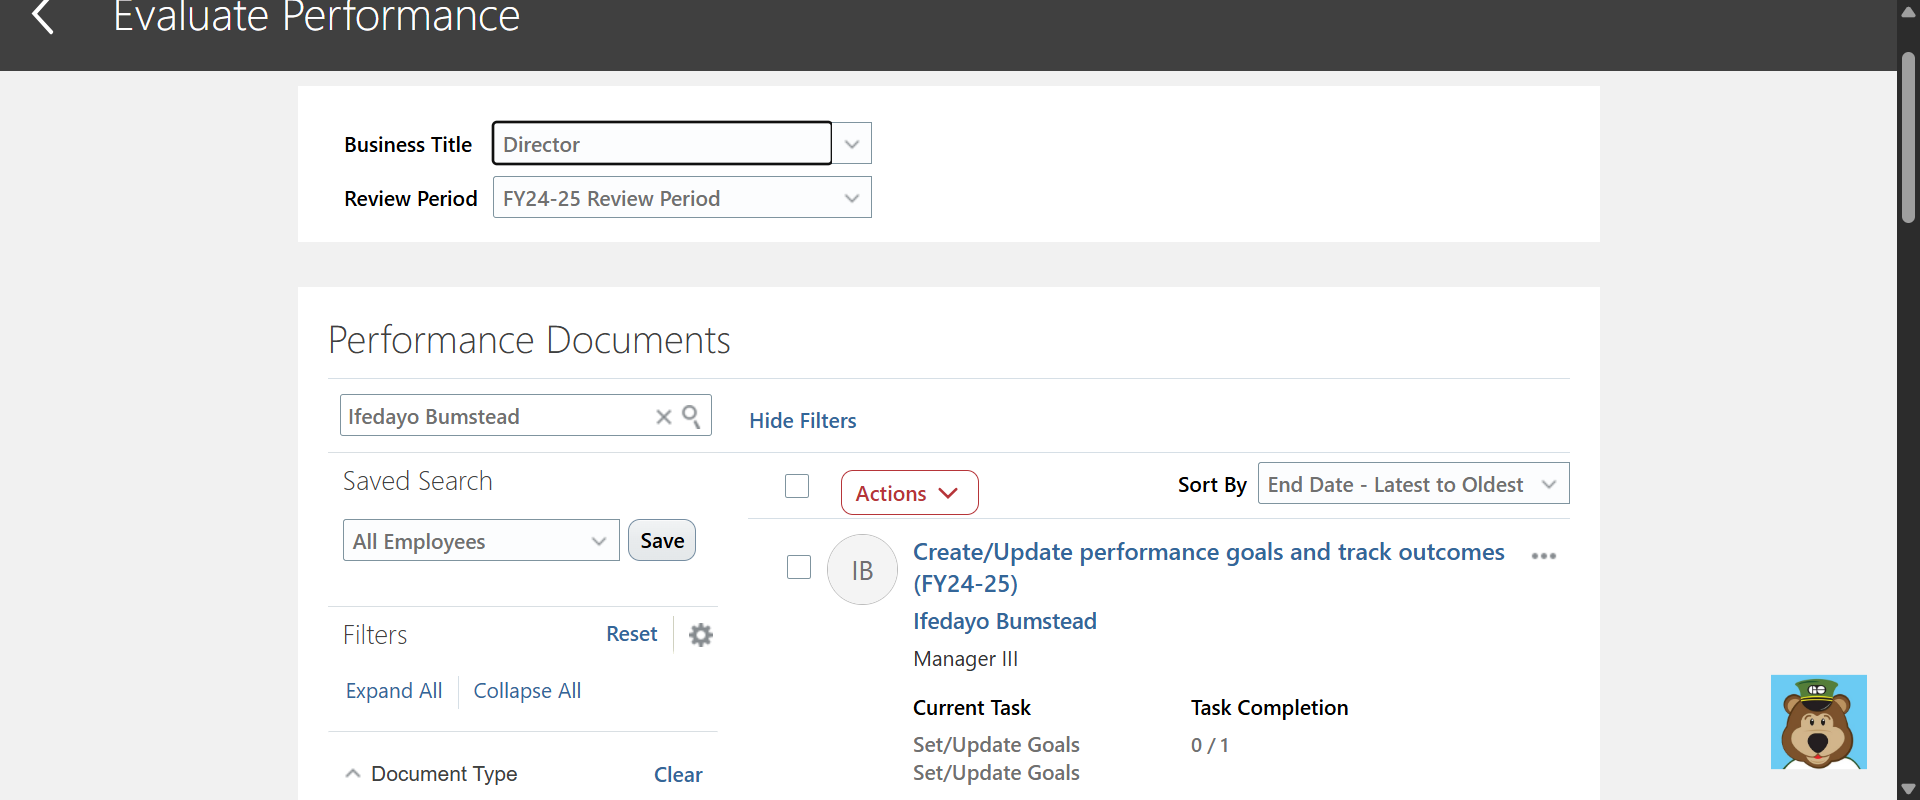 Evaluate Performance
Business Title Director
Review Period FY24-25 Review Period
Performance Documents
Ifedayo Bumstead
Hide Filters
Saved Search
All Employees Save
Filters Reset
Expand All Collapse All
Document Type Clear
Actions
Sort By End Date - Latest to Oldest
IB
Create/Update performance goals and track outcomes
(FY24-25)
Ifedayo Bumstead
Manager III
Current Task Task Completion
Set/Update Goals 0 / 1
Set/Update Goals